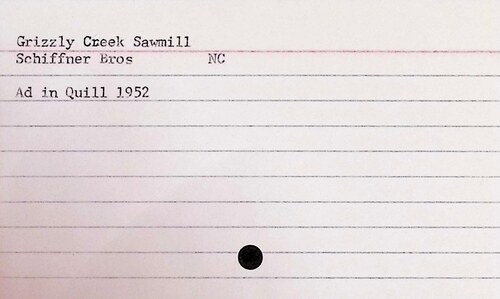 Grizzly Creek Sawmill
Schiffner Bros NC
Ad in Quill 1952